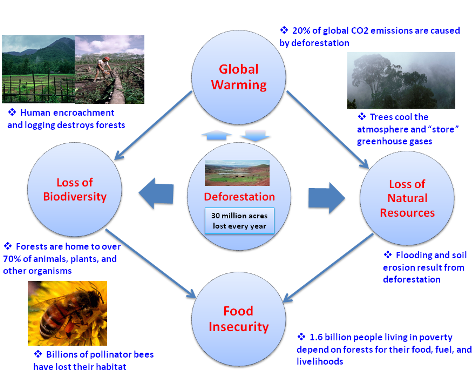 ❖ 20% of global CO2 emissions are caused
by deforestation
Global
Warming
❖ Human encroachment
and logging destroys forests
❖ Trees cool the
atmosphere and “store”
greenhouse gases
Loss of
Biodiversity
Deforestation
30 million acres
lost every year
Loss of
Natural
Resources
❖ Forests are home to over
70% of animals, plants, and
other organisms
❖ Flooding and soil
erosion result from
deforestation
Food
Insecurity
❖ Billions of pollinator bees
have lost their habitat
❖ 1.6 billion people living in poverty
depend on forests for their food, fuel, and
livelihoods